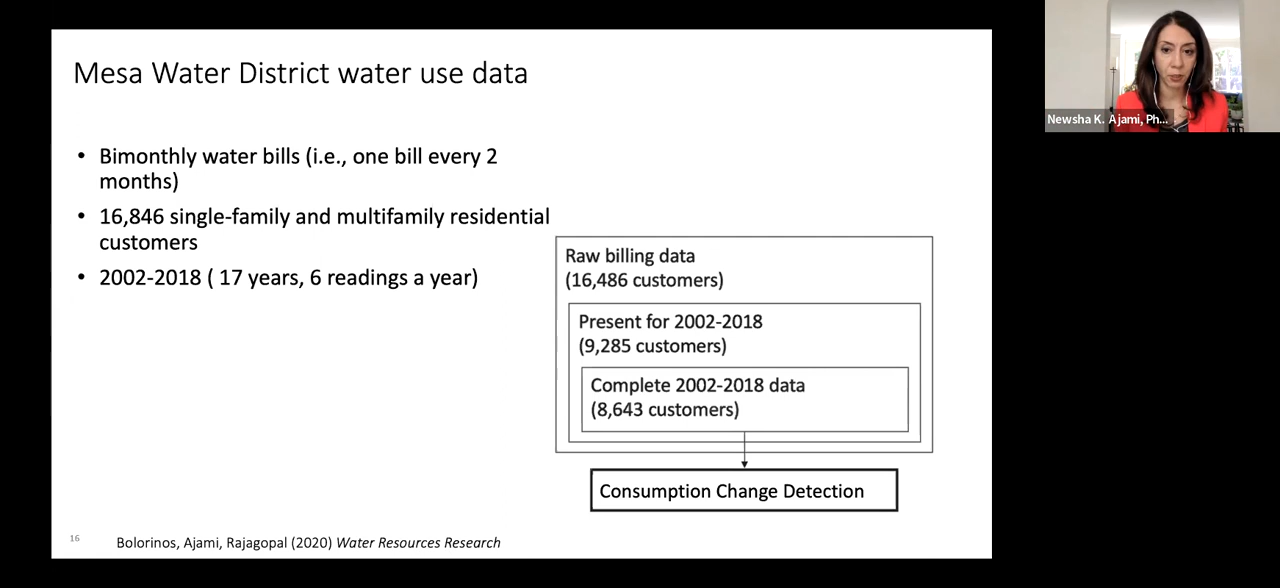 Mesa Water District water use data
• Bimonthly water bills (i.e., one bill every 2
months)
• 16,846 single-family and multifamily residential
customers
• 2002-2018 ( 17 years, 6 readings a year)
Raw billing data
(16,486 customers)
Present for 2002-2018
(9,285 customers)
Complete 2002-2018 data
(8,643 customers)
Consumption Change Detection
16
Bolorinos, Ajami, Rajagopal (2020) Water Resources Research
Newsha K. Ajami, Ph...